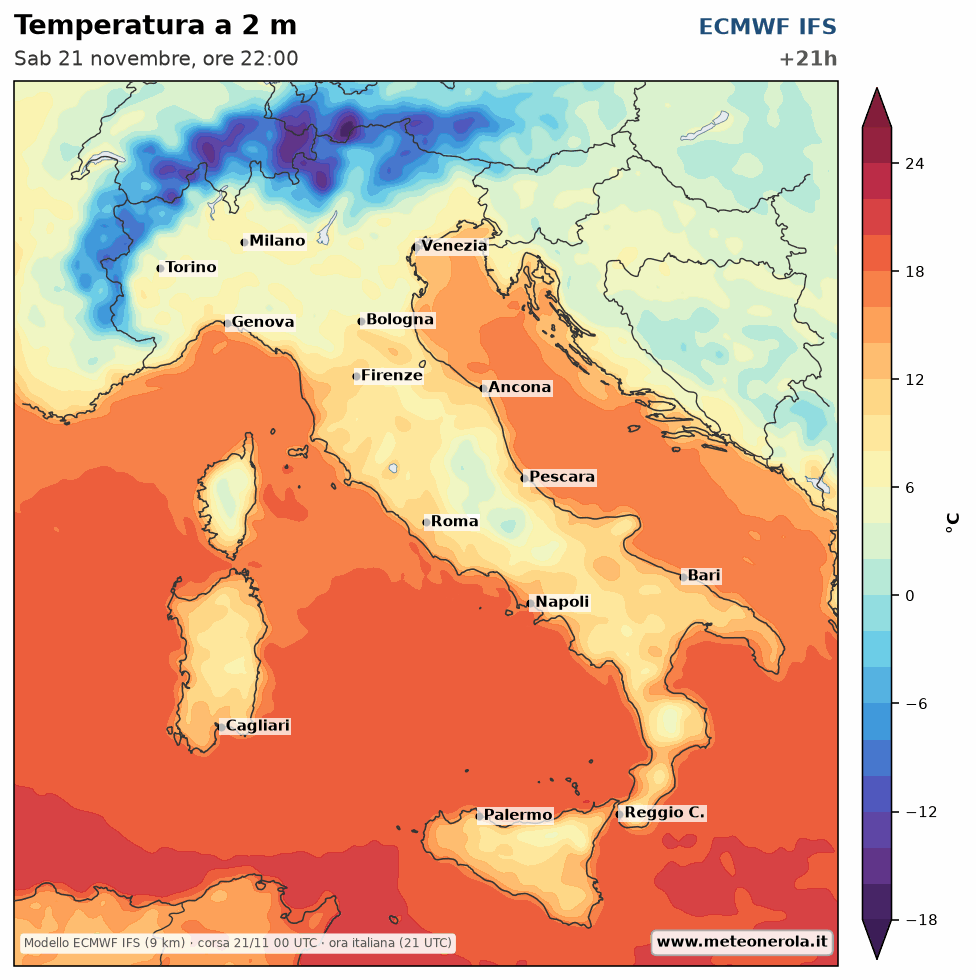 Temperatura a 2 m
ECMWF IFS
Sab 21 novembre, ore 22:00
+21h
Milano
Venezia
Torino
Genova
Bologna
Firenze
Ancona
Pescara
Roma
Bari
Napoli
Cagliari
Palermo
Reggio C.
24
18
12
6
0
−6
−12
−18
°C
Modello ECMWF IFS (9 km) · corsa 21/11 00 UTC · ora italiana (21 UTC)
www.meteonerola.it